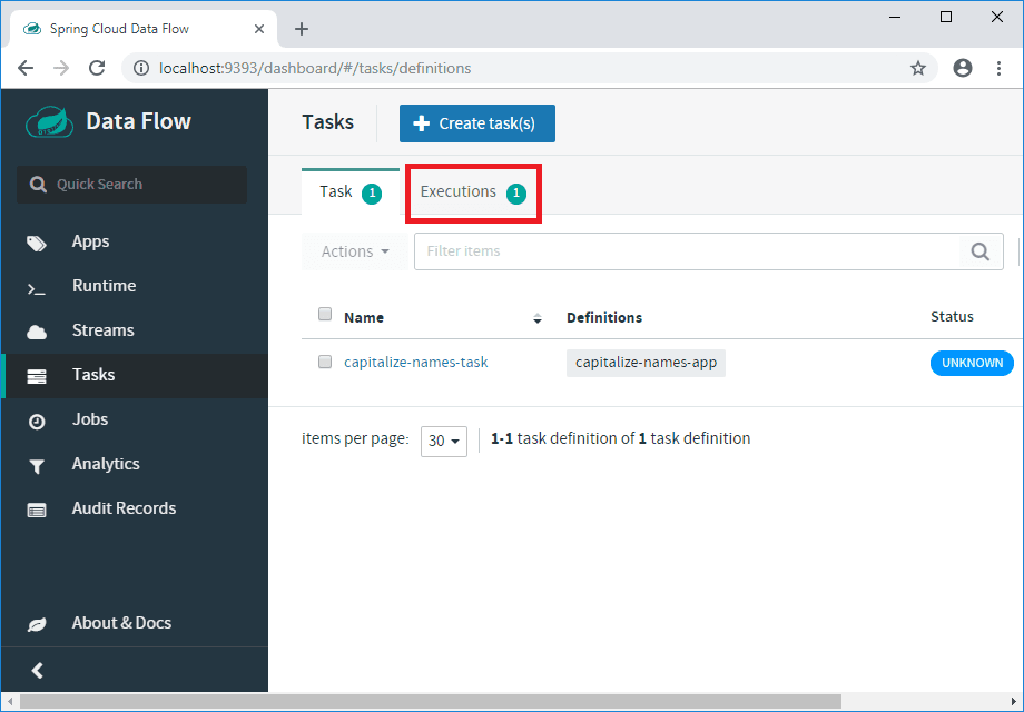 Spring Cloud Data Flow
localhost:9393/dashboard/#/tasks/definitions
Data Flow
Quick Search
Apps
Runtime
Streams
Tasks
Jobs
Analytics
Audit Records
About & Docs
Tasks
Create task(s)
Task 1
Executions 1
Actions
Filter items
Name Definitions Status
capitalize-names-task capitalize-names-app UNKNOWN
items per page: 30 1-1 task definition of 1 task definition